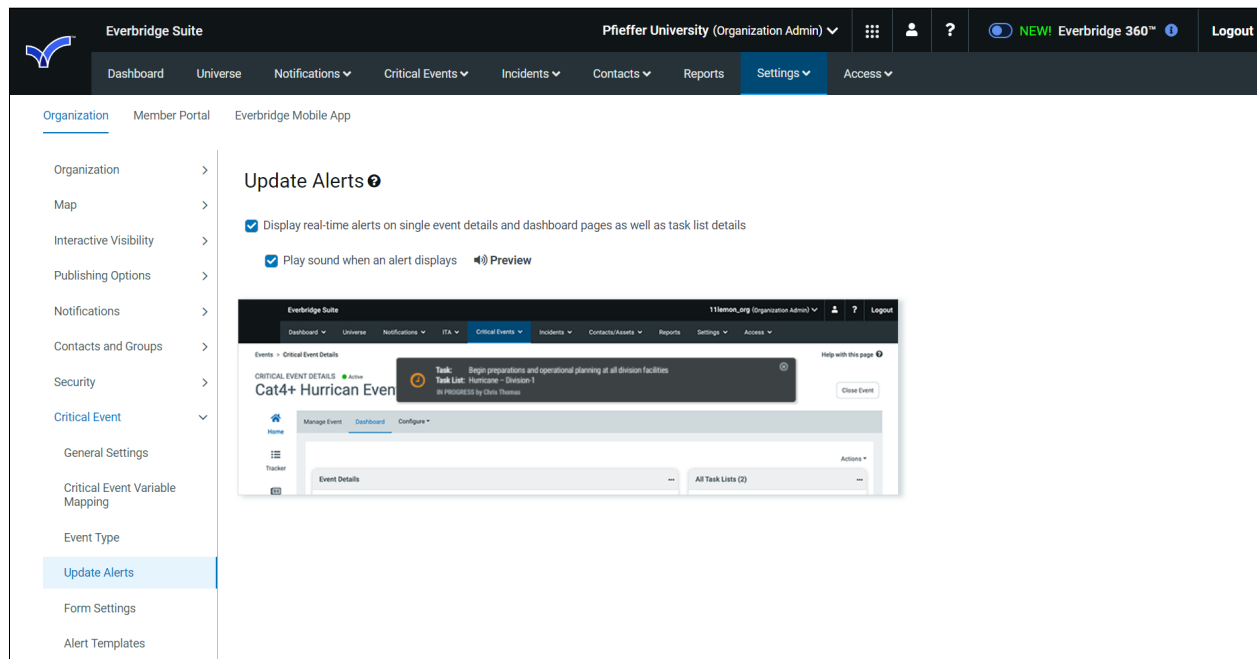 Everbridge Suite
Pfieffer University (Organization Admin)
?
NEW! Everbridge 360™
Logout
Dashboard
Universe
Notifications
Critical Events
Incidents
Contacts
Reports
Settings
Access
Organization
Member Portal
Everbridge Mobile App
Organization
Map
Interactive Visibility
Publishing Options
Notifications
Contacts and Groups
Security
Critical Event
General Settings
Critical Event Variable
Mapping
Event Type
Update Alerts
Form Settings
Alert Templates
Update Alerts
Display real-time alerts on single event details and dashboard pages as well as task list details
Play sound when an alert displays
Preview
Everbridge Suite
11lemon_org (Organization Admin)
?
Logout
Dashboard
Universe
Notifications
ITA
Critical Events
Incidents
Contacts/Assets
Reports
Settings
Access
Events > Critical Event Details
Help with this page
CRITICAL EVENT DETAILS
Active
Cat4+ Hurrican Even
Task: Begin preparations and operational planning at all division facilities
Task List: Hurricane – Division-1
IN PROGRESS by Chris Thomas
Close Event
Home
Manage Event
Dashboard
Configure
Tracker
Actions
Event Details
...
All Task Lists (2)
...